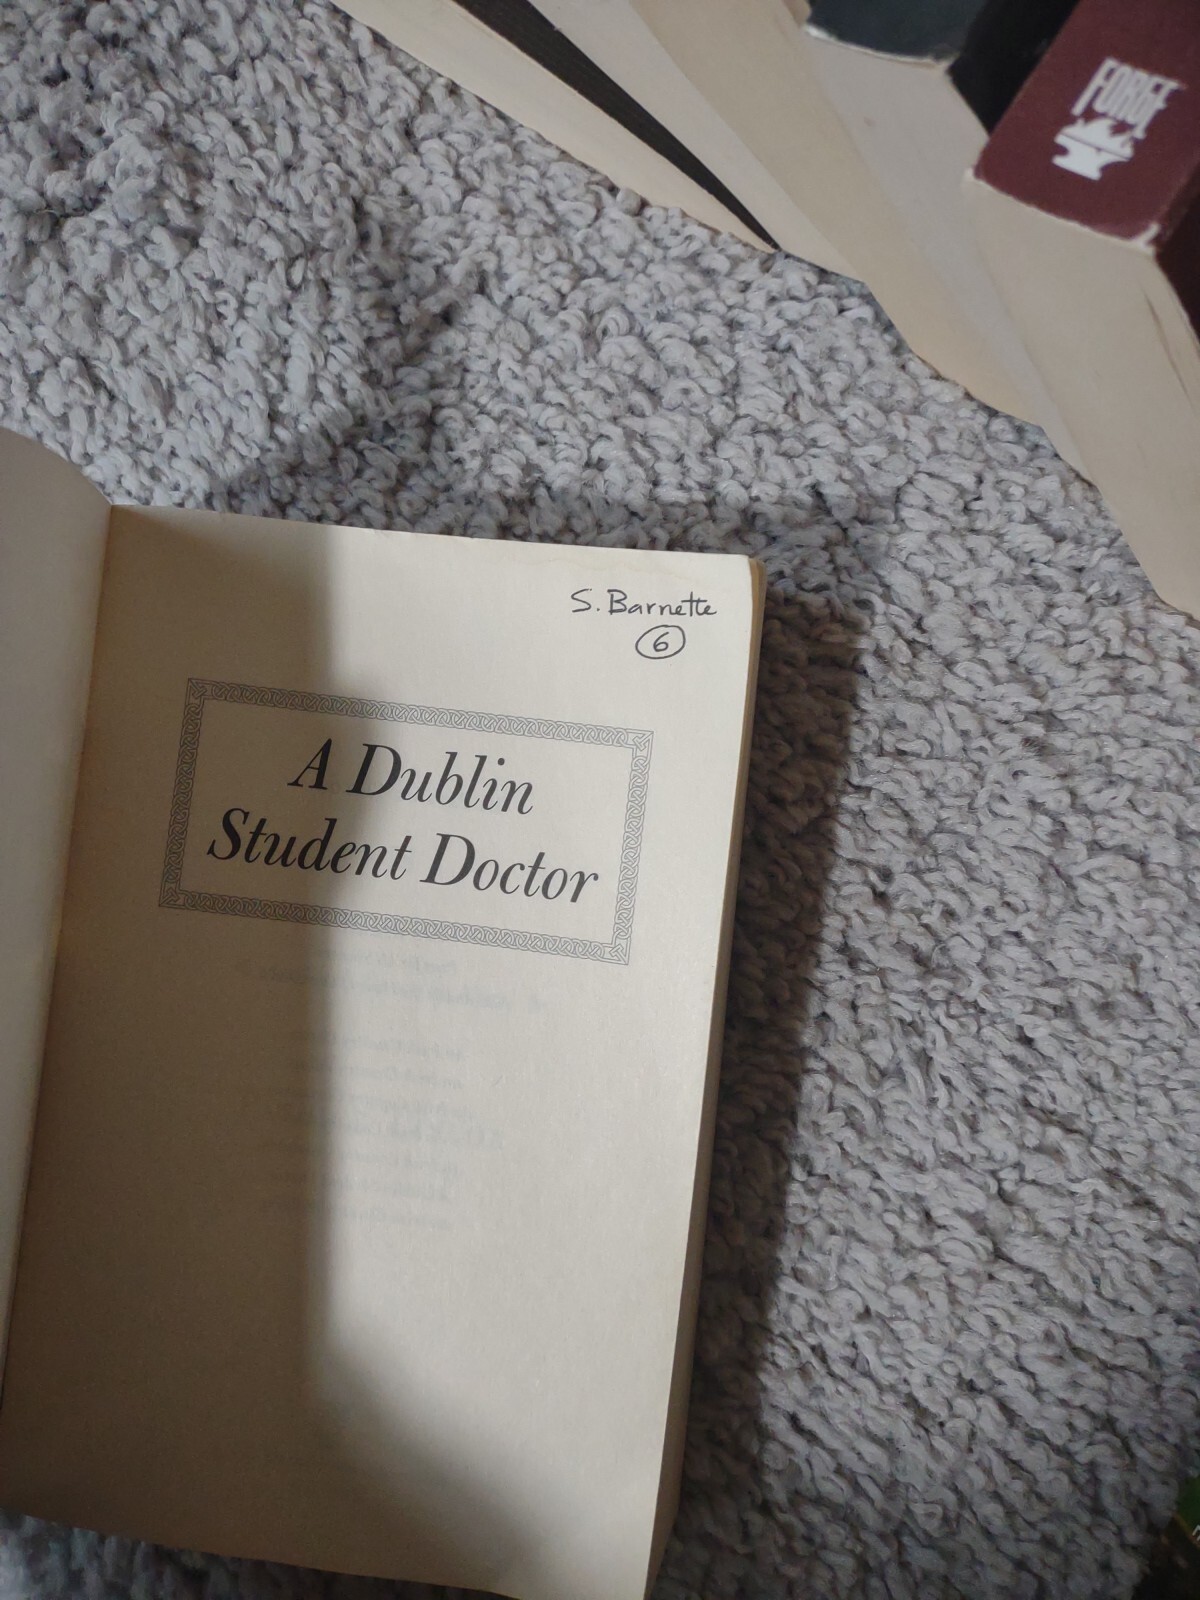 FORGE
S. Barnette
6
A Dublin
Student Doctor